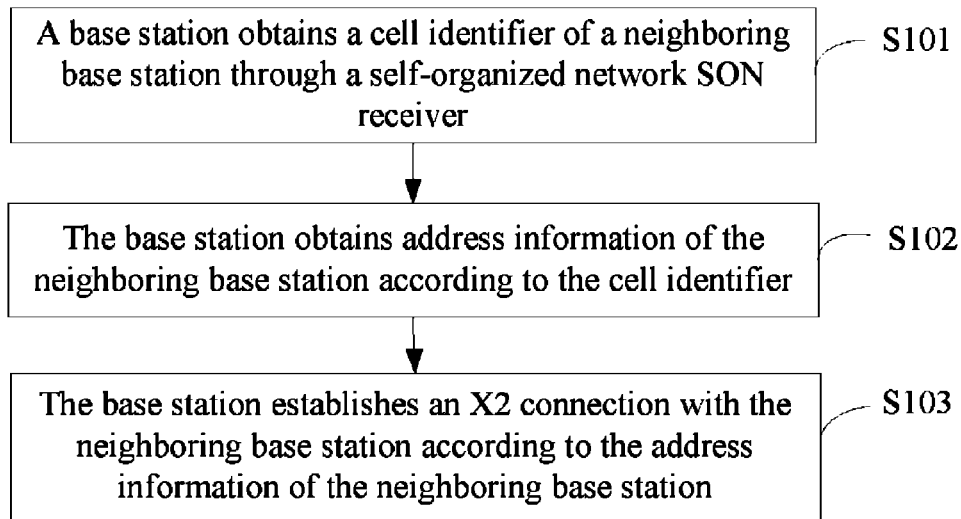 A base station obtains a cell identifier of a neighboring
base station through a self-organized network SON
receiver
S101
The base station obtains address information of the
neighboring base station according to the cell identifier
S102
The base station establishes an X2 connection with the
neighboring base station according to the address
information of the neighboring base station
S103